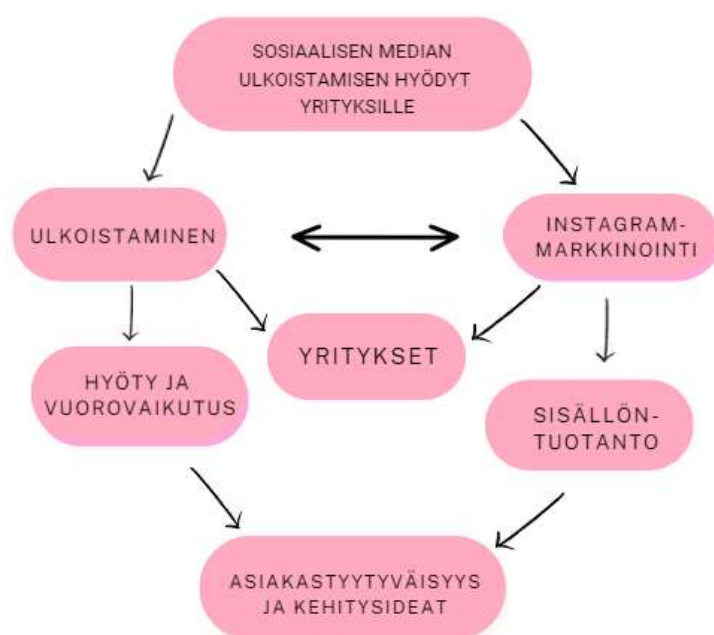 SOSIAALISEN MEDIAN
ULKOISTAMISEN HYÖDYT
YRITYKSILLE
ULKOISTAMINEN
INSTAGRAM-
MARKKINOINTI
YRITYKSET
HYÖTY JA
VUOROVAIKUTUS
SISÄLLÖN-
TUOTANTO
ASIAKASTYYTYVÄISYYS
JA KEHITYSIDEAT